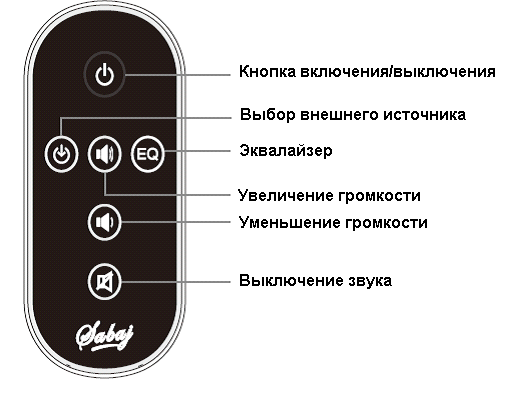 Кнопка включения/выключения
Выбор внешнего источника
EQ
Эквалайзер
Увеличение громкости
Уменьшение громкости
Выключение звука
Sabaj